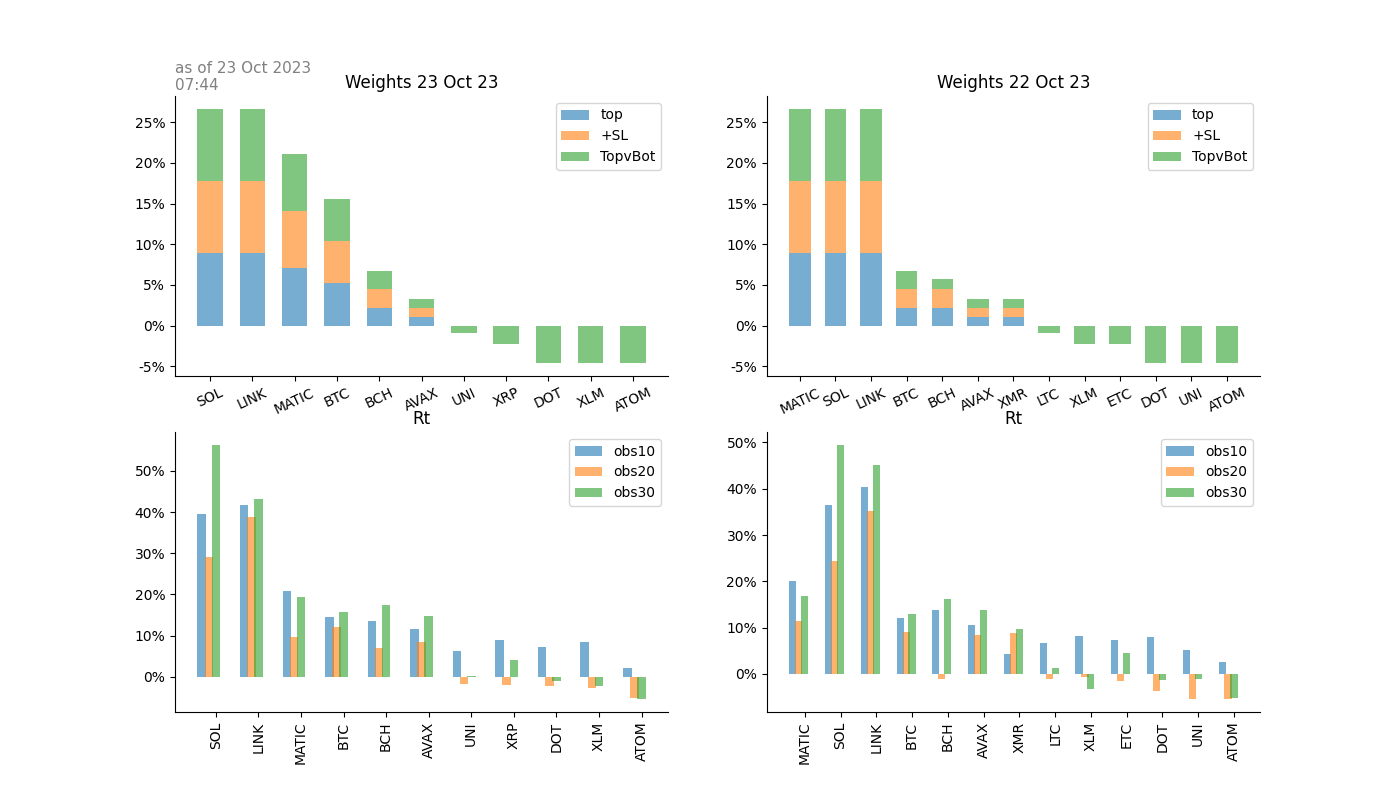 as of 23 Oct 2023
07:44
Weights 23 Oct 23
25%
20%
15%
10%
5%
0%
-5%
top
+SL
TopvBot
SOL LINK MATIC BTC BCH AVAX UNI XRP DOT XLM ATOM
Weights 22 Oct 23
25%
20%
15%
10%
5%
0%
-5%
top
+SL
TopvBot
MATIC SOL LINK BTC BCH AVAX XMR LTC XLM ETC DOT UNI ATOM
Rt
50%
40%
30%
20%
10%
0%
obs10
obs20
obs30
SOL LINK MATIC BTC BCH AVAX UNI XRP DOT XLM ATOM
Rt
50%
40%
30%
20%
10%
0%
obs10
obs20
obs30
MATIC SOL LINK BTC BCH AVAX XMR LTC XLM ETC DOT UNI ATOM